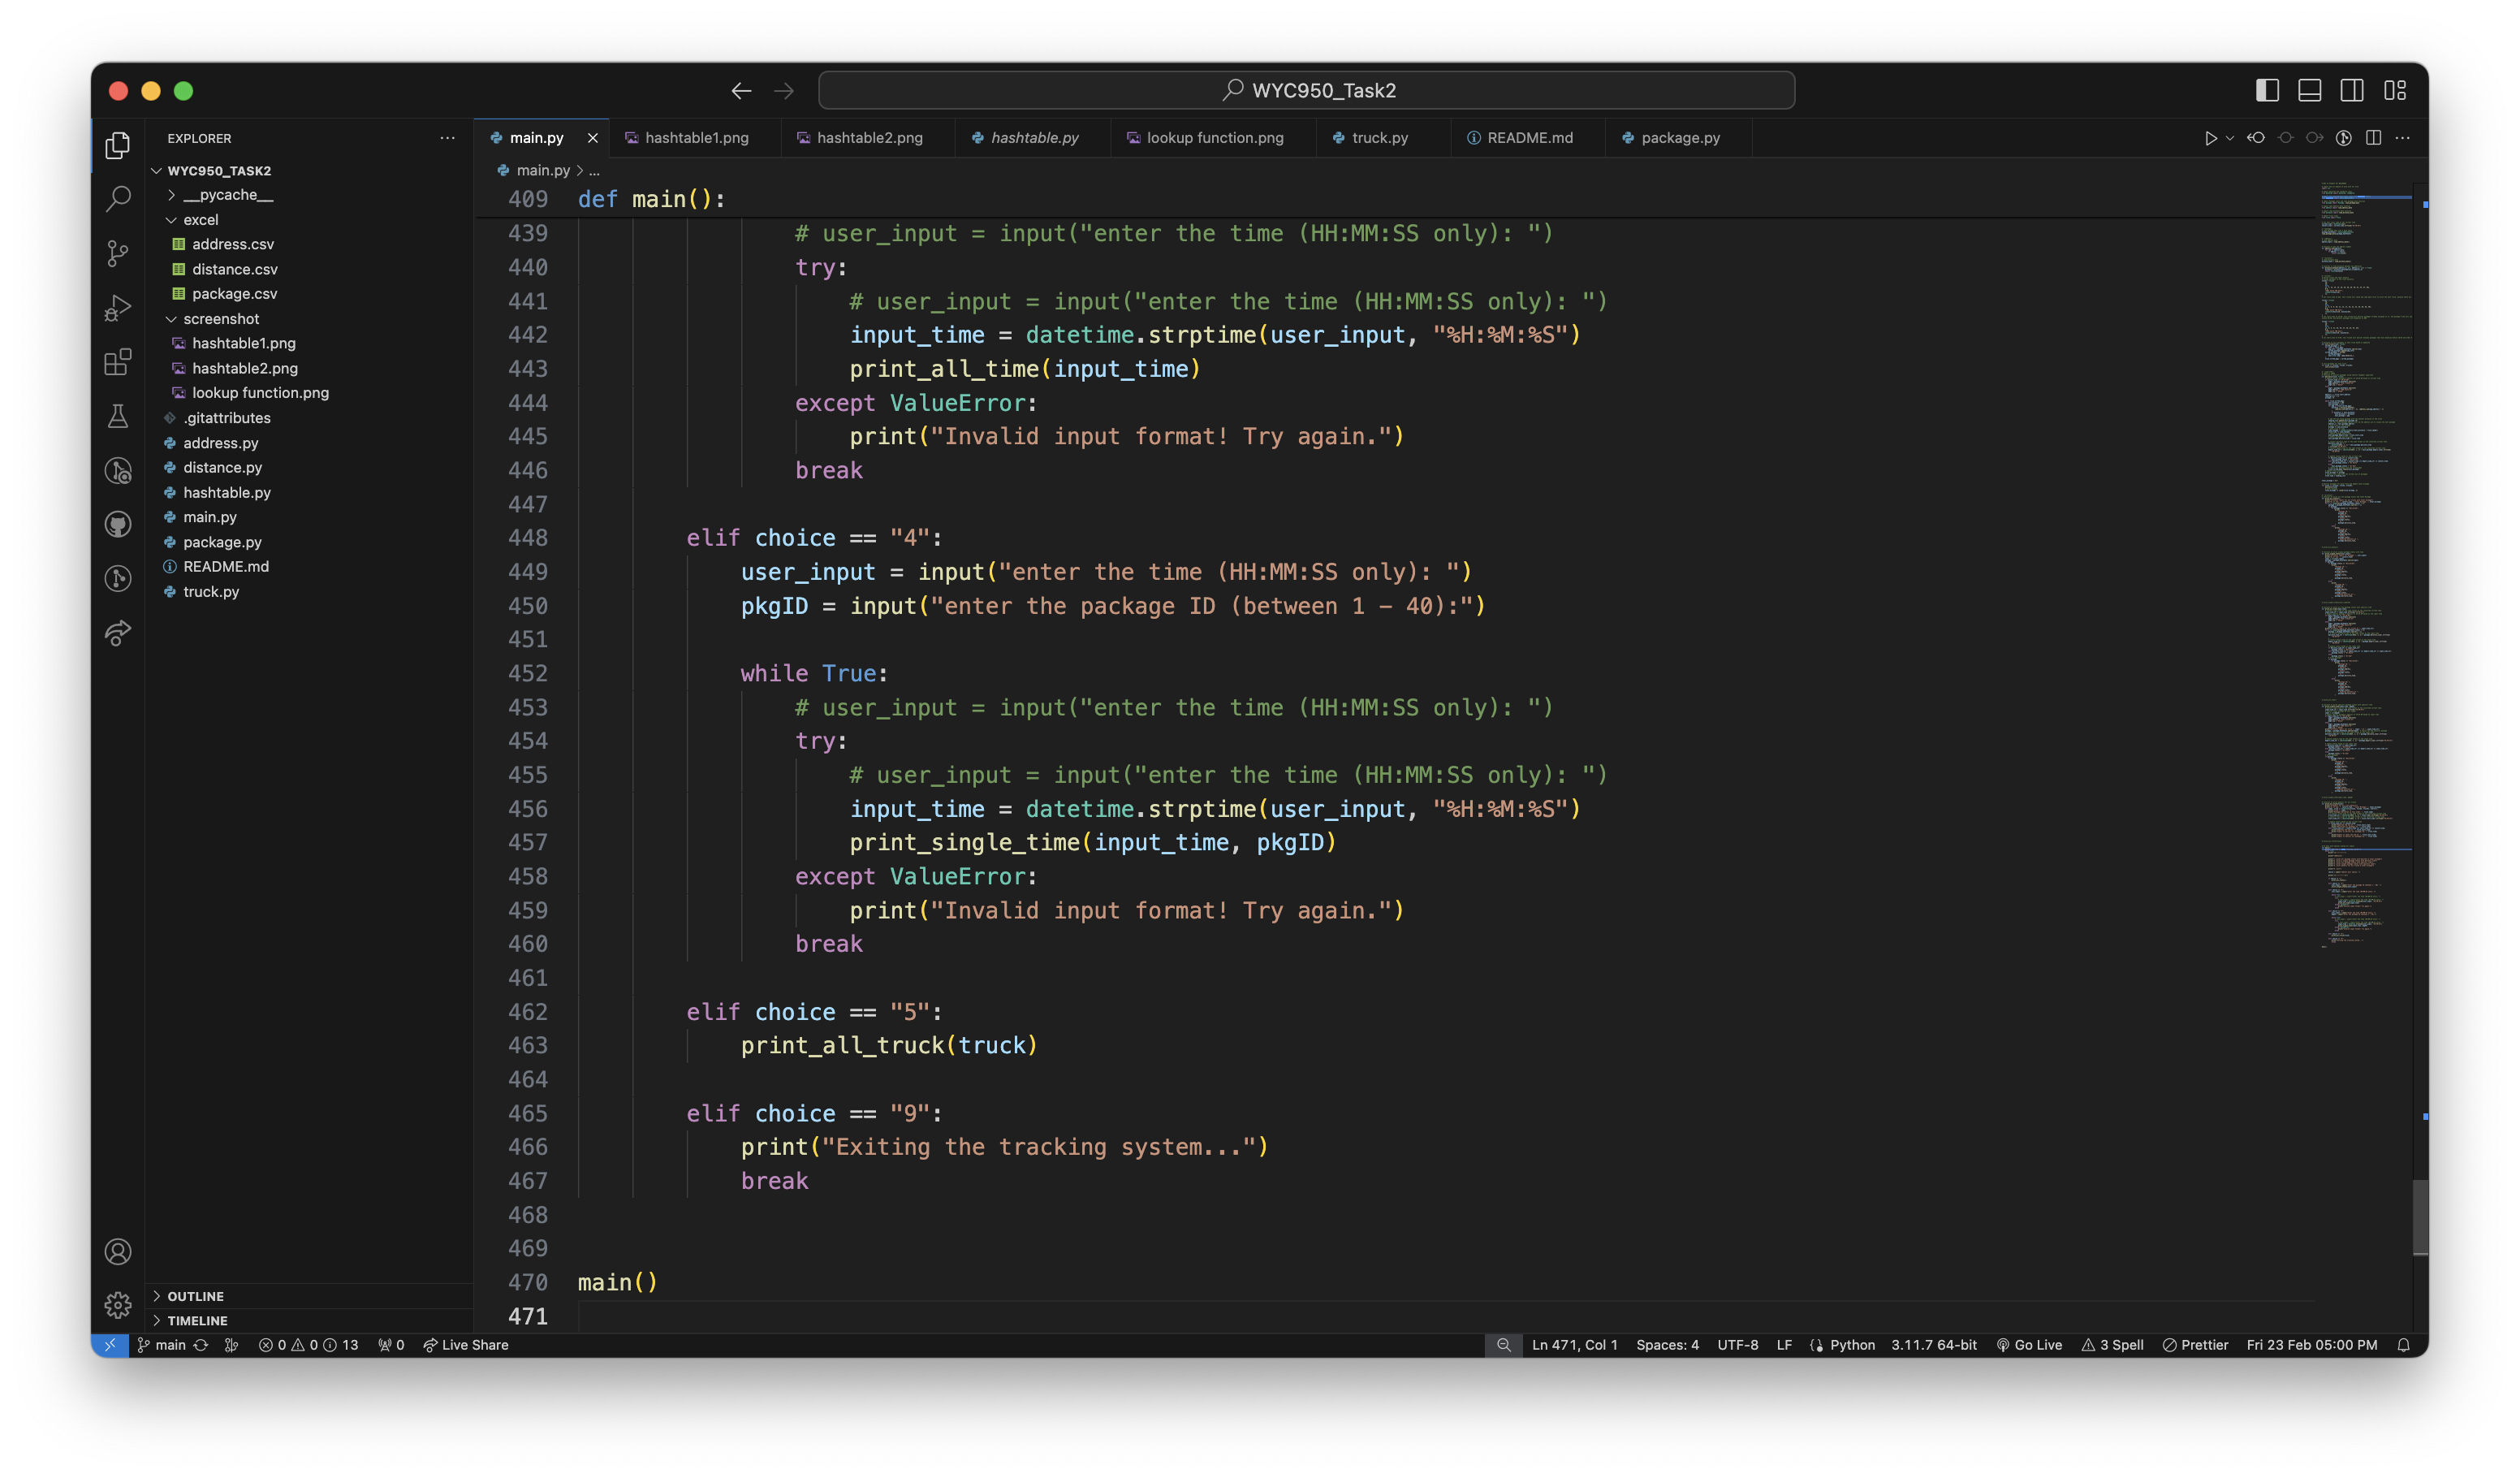 WYC950_Task2
EXPLORER
WYC950_TASK2
__pycache__
excel
address.csv
distance.csv
package.csv
screenshot
hashtable1.png
hashtable2.png
lookup function.png
.gitattributes
address.py
distance.py
hashtable.py
main.py
package.py
README.md
truck.py
OUTLINE
TIMELINE
main.py hashtable1.png hashtable2.png hashtable.py lookup function.png truck.py README.md package.py
main.py > ...
409 def main():
439 # user_input = input("enter the time (HH:MM:SS only): ")
440 try:
441 # user_input = input("enter the time (HH:MM:SS only): ")
442 input_time = datetime.strptime(user_input, "%H:%M:%S")
443 print_all_time(input_time)
444 except ValueError:
445 print("Invalid input format! Try again.")
446 break
447
448 elif choice == "4":
449 user_input = input("enter the time (HH:MM:SS only): ")
450 pkgID = input("enter the package ID (between 1 - 40):")
451
452 while True:
453 # user_input = input("enter the time (HH:MM:SS only): ")
454 try:
455 # user_input = input("enter the time (HH:MM:SS only): ")
456 input_time = datetime.strptime(user_input, "%H:%M:%S")
457 print_single_time(input_time, pkgID)
458 except ValueError:
459 print("Invalid input format! Try again.")
460 break
461
462 elif choice == "5":
463 print_all_truck(truck)
464
465 elif choice == "9":
466 print("Exiting the tracking system...")
467 break
468
469
470 main()
471
main 0 0 13 0 Live Share Ln 471, Col 1 Spaces: 4 UTF-8 LF Python 3.11.7 64-bit Go Live 3 Spell Prettier Fri 23 Feb 05:00 PM